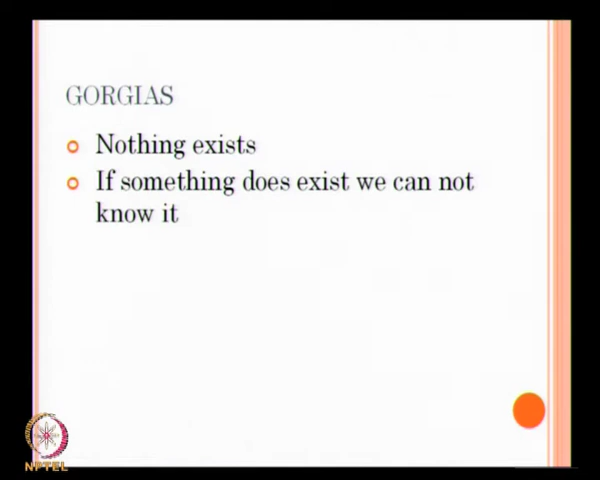 GORGIAS
Nothing exists
If something does exist we can not
know it
NPTEL